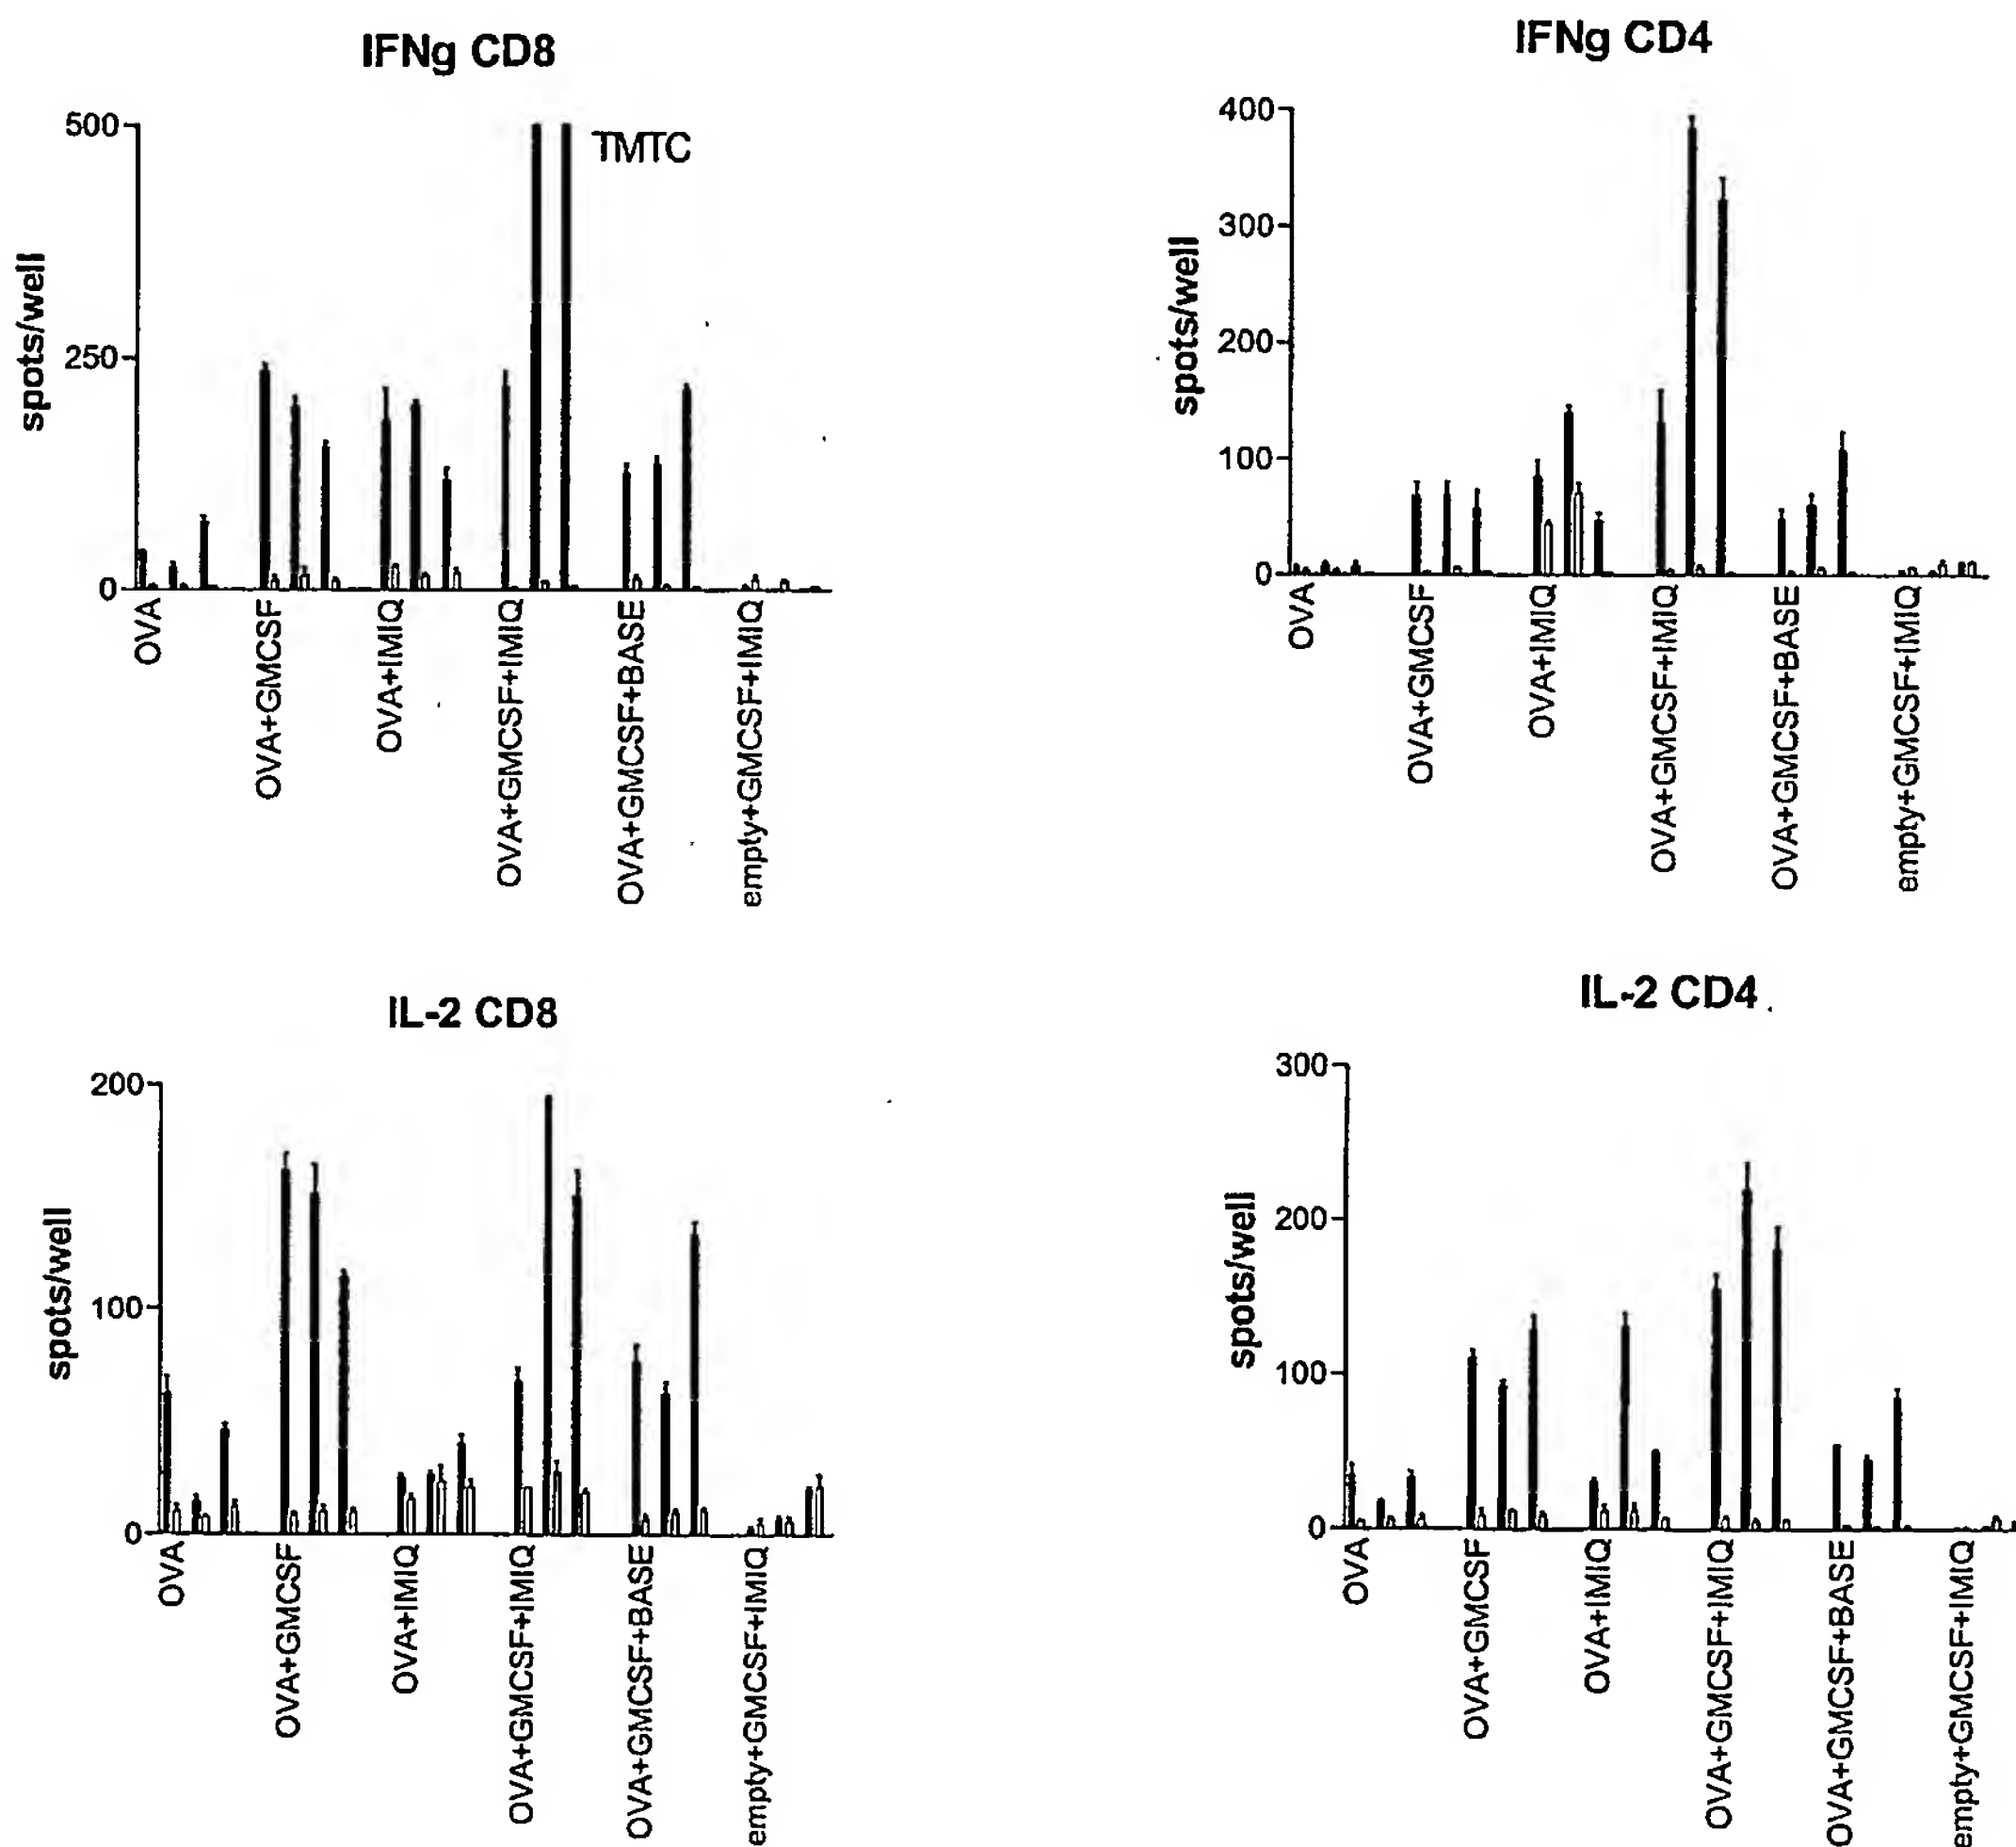 IFNg CD8
500
250
0
spots/well
TMTC
OVA
OVA+GMCSF
OVA+IMIQ
OVA+GMCSF+IMIQ
OVA+GMCSF+BASE
empty+GMCSF+IMIQ
IFNg CD4
400
300
200
100
0
spots/well
OVA
OVA+GMCSF
OVA+IMIQ
OVA+GMCSF+IMIQ
OVA+GMCSF+BASE
empty+GMCSF+IMIQ
IL-2 CD8
200
100
0
spots/well
OVA
OVA+GMCSF
OVA+IMIQ
OVA+GMCSF+IMIQ
OVA+GMCSF+BASE
empty+GMCSF+IMIQ
IL-2 CD4
300
200
100
0
spots/well
OVA
OVA+GMCSF
OVA+IMIQ
OVA+GMCSF+IMIQ
OVA+GMCSF+BASE
empty+GMCSF+IMIQ